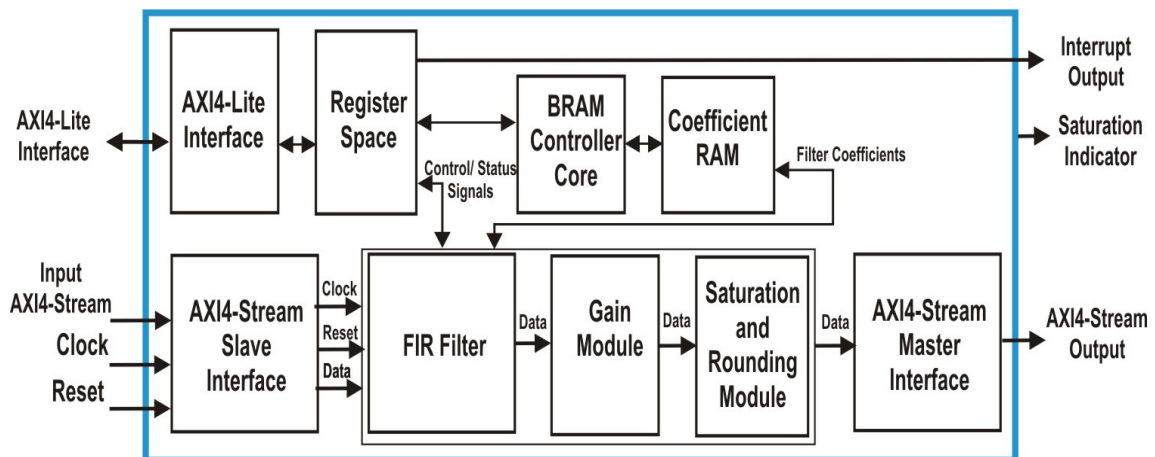 AXI4-Lite
Interface
AXI4-Lite
Interface
Register
Space
BRAM
Controller
Core
Coefficient
RAM
Interrupt
Output
Saturation
Indicator
Control/ Status
Signals
Filter Coefficients
Input
AXI4-Stream
Clock
Reset
AXI4-Stream
Slave
Interface
Clock
Reset
Data
FIR Filter
Data
Gain
Module
Data
Saturation
and
Rounding
Module
Data
AXI4-Stream
Master
Interface
AXI4-Stream
Output